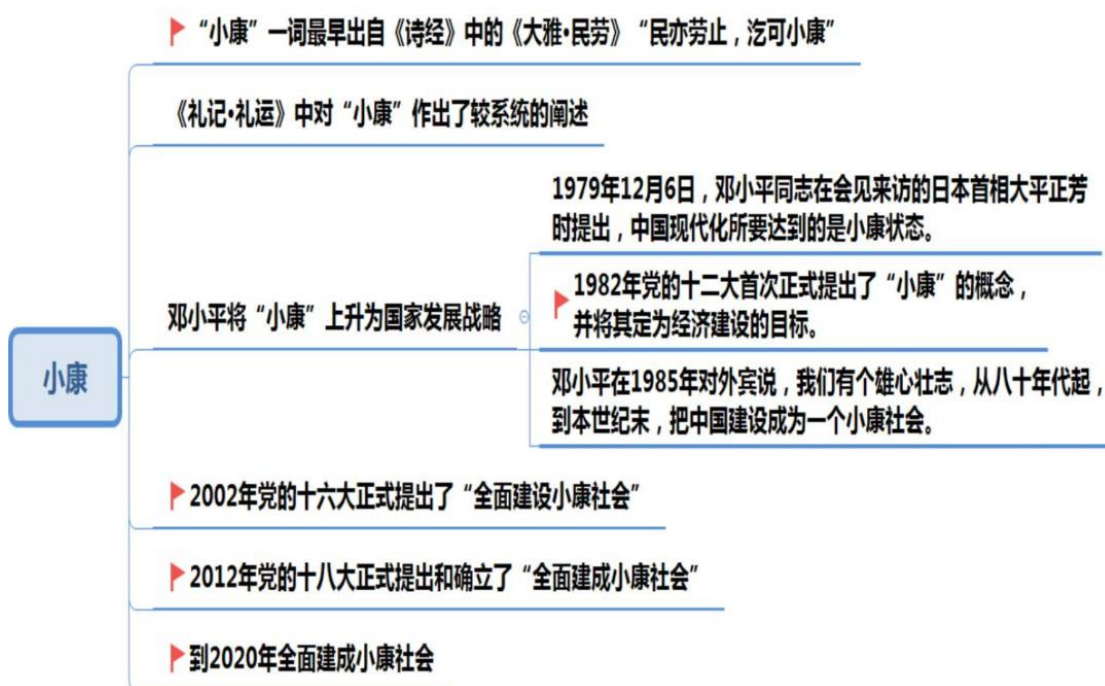 “小康”一词最早出自《诗经》中的《大雅•民劳》“民亦劳止，汔可小康”
《礼记•礼运》中对“小康”作出了较系统的阐述
1979年12月6日，邓小平同志在会见来访的日本首相大平正芳
时提出，中国现代化所要达到的是小康状态。
1982年党的十二大首次正式提出了“小康”的概念，
并将其定为经济建设的目标。
邓小平将“小康”上升为国家发展战略
小康
邓小平在1985年对外宾说，我们有个雄心壮志，从八十年代起，
到本世纪末，把中国建设成为一个小康社会。
2002年党的十六大正式提出了“全面建设小康社会”
2012年党的十八大正式提出和确立了“全面建成小康社会”
到2020年全面建成小康社会